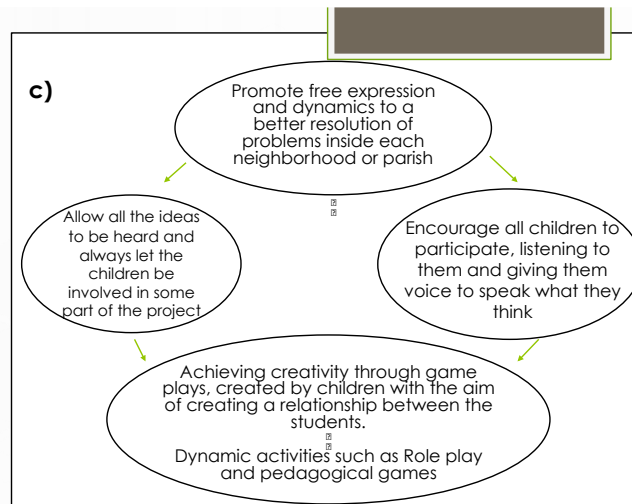 c)
Promote free expression
and dynamics to a
better resolution of
problems inside each
neighborhood or parish
Allow all the ideas
to be heard and
always let the
children be
involved in some
part of the project
Encourage all children to
participate, listening to
them and giving them
voice to speak what they
think
Achieving creativity through game
plays, created by children with the aim
of creating a relationship between the
students.
Dynamic activities such as Role play
and pedagogical games